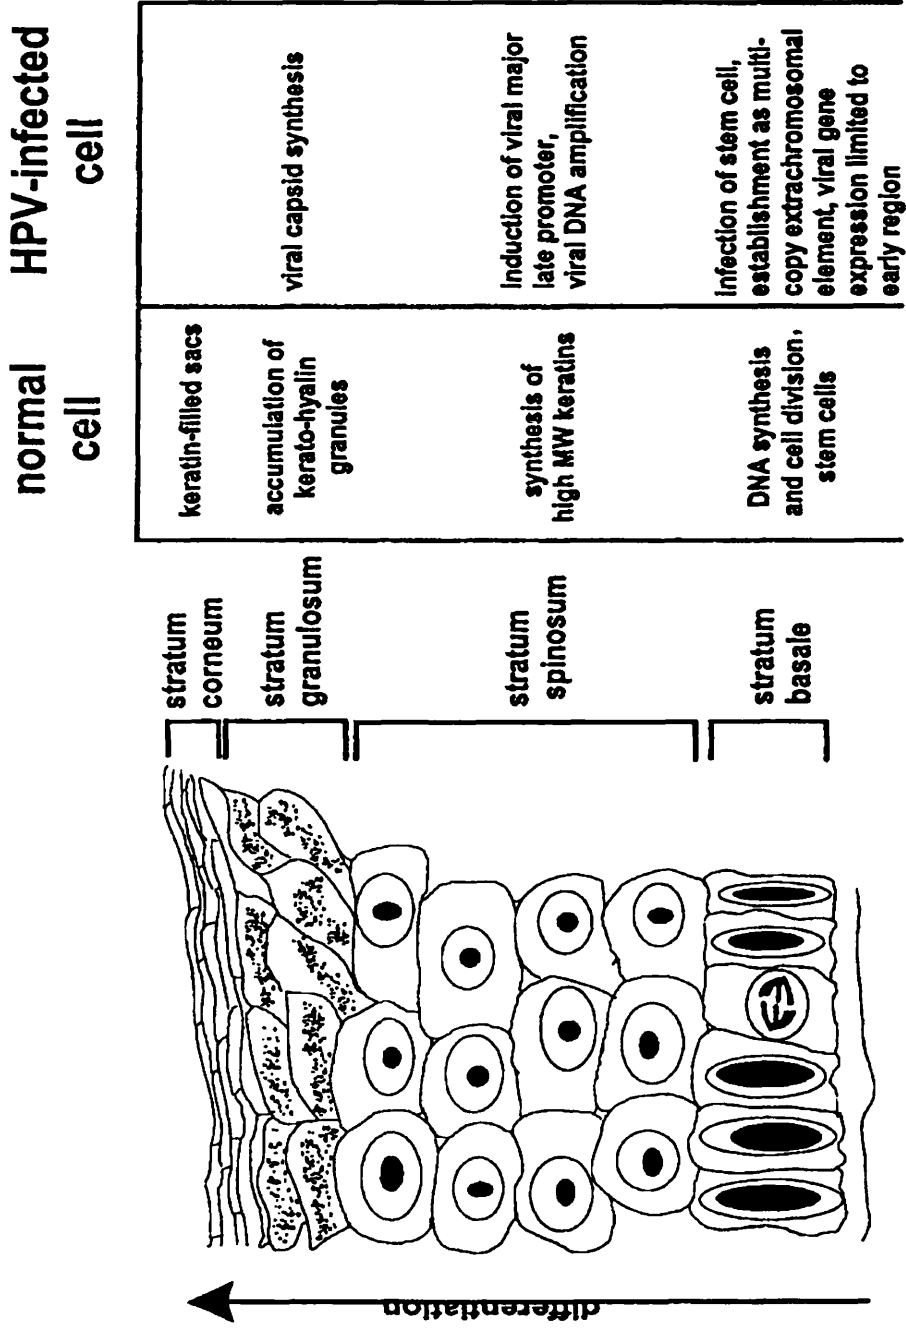 normal
cell
HPV-infected
cell
stratum
corneum
keratin-filled sacs
stratum
granulosum
accumulation of
kerato-hyalin
granules
viral capsid synthesis
stratum
spinosum
synthesis of
high MW keratins
Induction of viral major
late promoter,
viral DNA amplification
stratum
basale
DNA synthesis
and cell division,
stem cells
Infection of stem cell,
establishment as multi-
copy extrachromosomal
element, viral gene
expression limited to
early region
differentiation